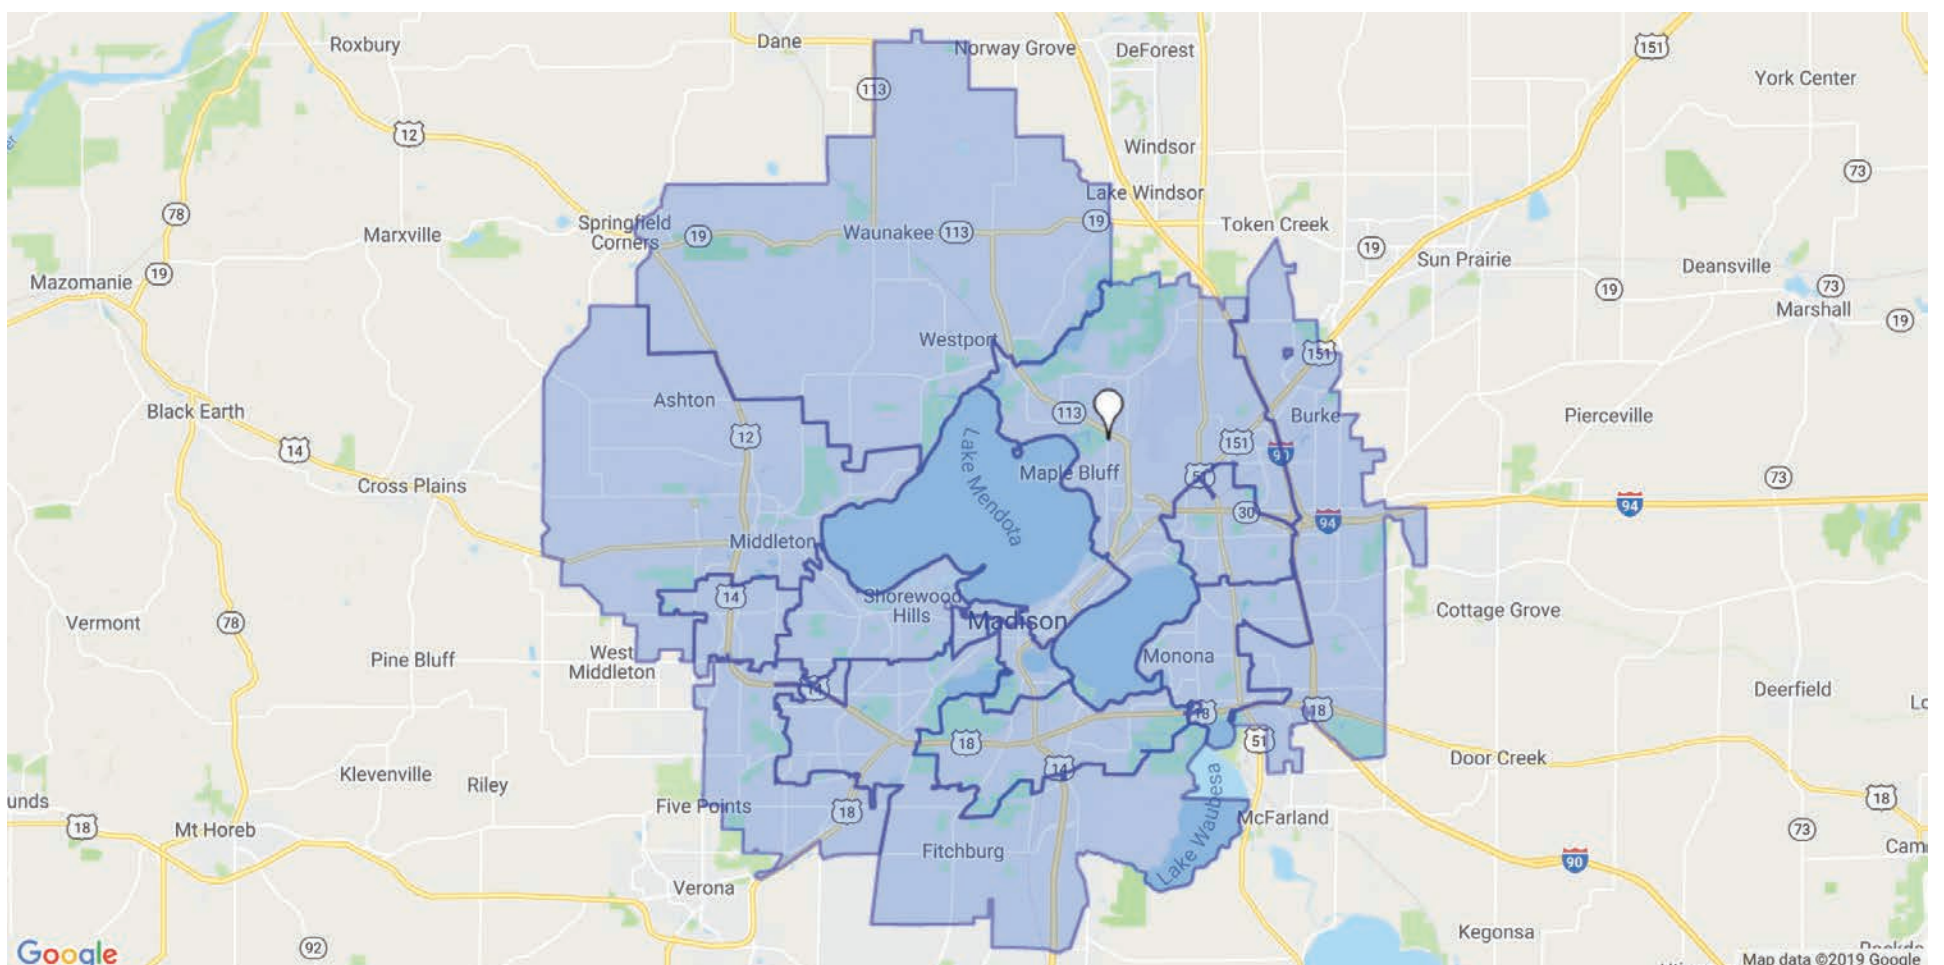 Roxbury
Dane
Norway Grove
DeForest
151
York Center
113
12
Windsor
73
Lake Windsor
78
Springfield
Corners
Marxville
19
Waunakee
113
19
Token Creek
19
Sun Prairie
Deansville
Mazomanie
19
19
73
Marshall
19
Westport
151
Ashton
Black Earth
12
113
Burke
Pierceville
151
14
90
Lake Mendota
Maple Bluff
Cross Plains
51
73
94
30
94
Middleton
14
Shorewood
Hills
Madison
Cottage Grove
Vermont
78
Pine Bluff
West
Middleton
Monona
Deerfield
14
18
18
18
51
14
Door Creek
Klevenville
Riley
unds
Five Points
18
Lake Waubesa
McFarland
18
18
Mt Horeb
73
Cam
Fitchburg
90
Verona
92
Kegonsa
Google
Map data ©2019 Google